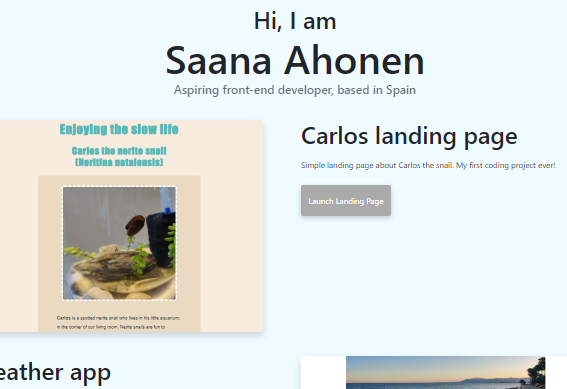 Hi, I am
Saana Ahonen
Aspiring front-end developer, based in Spain
Enjoying the slow life
Carlos the nerite snail
(Neritina natalensis)
Carlos is a spotted nerite snail who lives in his little aquarium,
in the corner of our living room. Nerite snails are fun to
Carlos landing page
Simple landing page about Carlos the snail. My first coding project ever!
Launch Landing Page
eather app